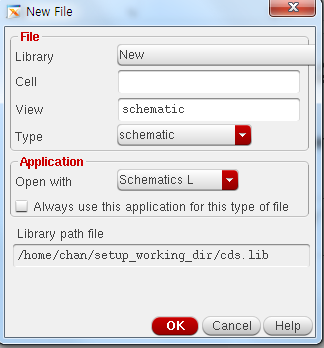 New File
File
Library New
Cell
View schematic
Type schematic
Application
Open with Schematics L
Always use this application for this type of file
Library path file
/home/chan/setup_working_dir/cds.lib
OK Cancel Help